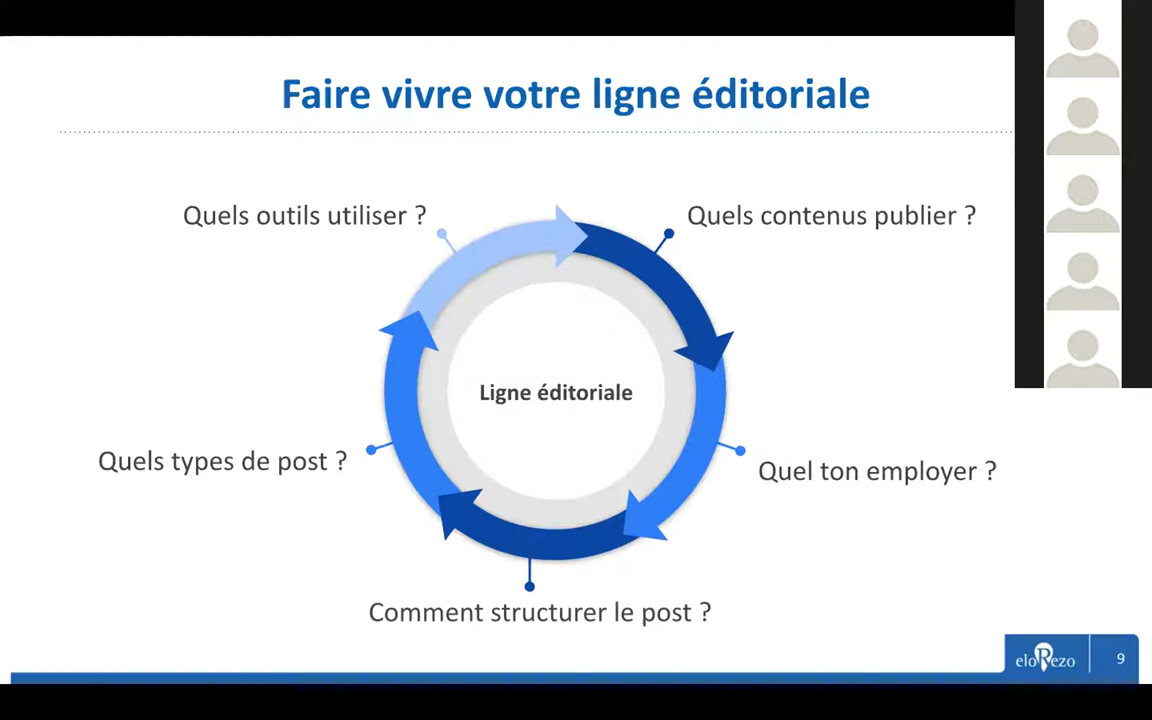 Faire vivre votre ligne éditoriale
Quels outils utiliser ?
Quels contenus publier ?
Ligne éditoriale
Quels types de post ?
Quel ton employer ?
Comment structurer le post ?
eloRezo
9